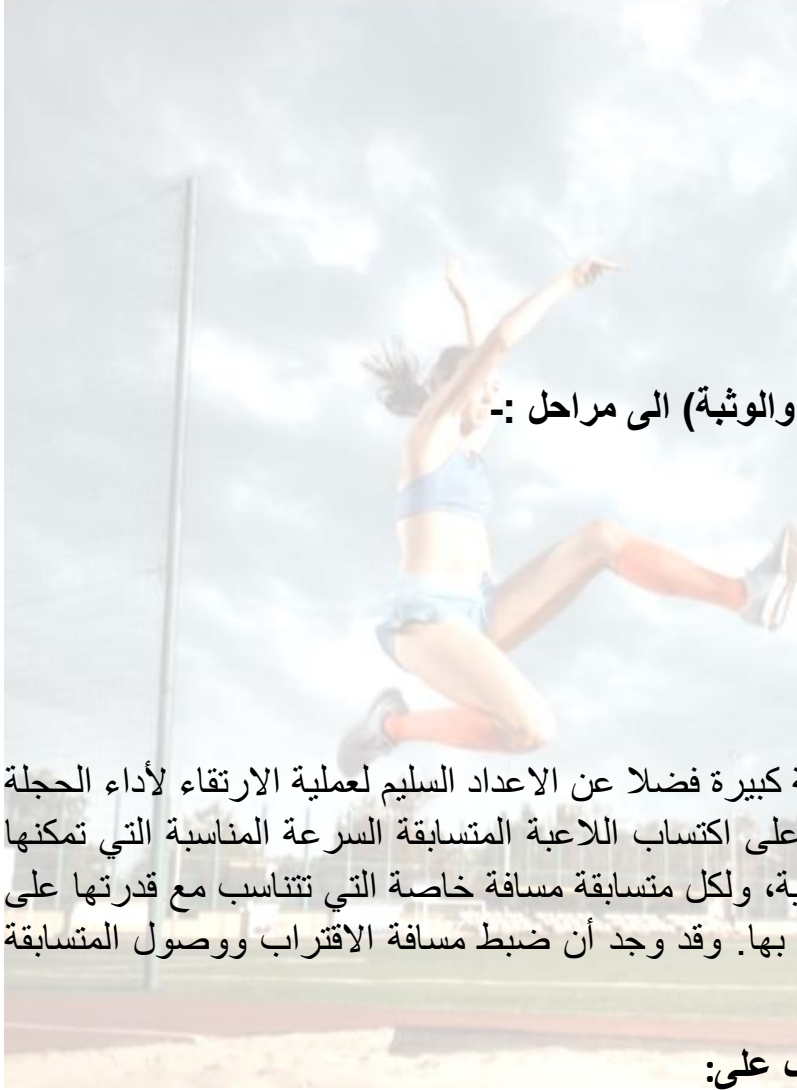 والوثبة) الى مراحل :-
كبيرة فضلا عن الاعداد السليم لعملية الارتقاء لأداء الحجلة
على اكتساب اللاعبة المتسابقة السرعة المناسبة التي تمكنها
ولكل متسابقة مسافة خاصة التي تتناسب مع قدرتها على
بها. وقد وجد أن ضبط مسافة الاقتراب ووصول المتسابقة
على: